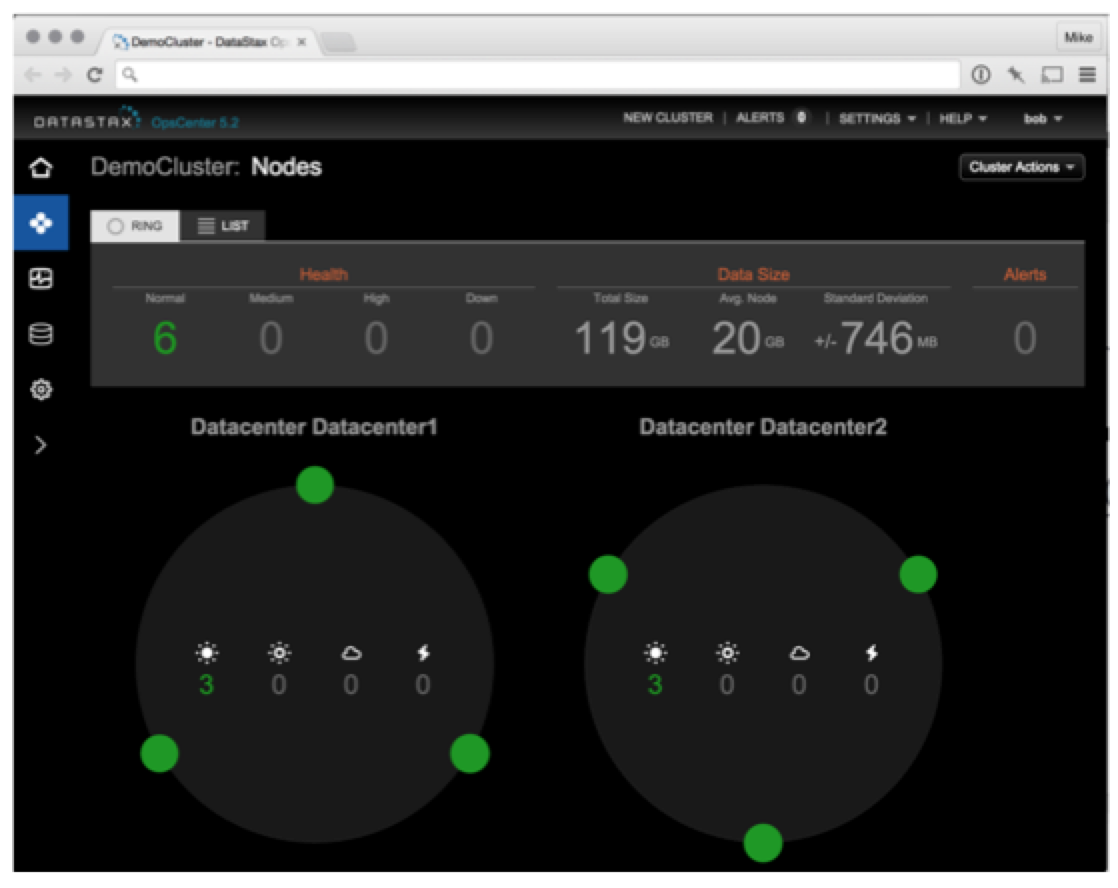 DemoCluster - DataStax Op
Mike
DATASTAX OpsCenter 5.2
NEW CLUSTER | ALERTS 0 | SETTINGS | HELP bob
DemoCluster: Nodes
Cluster Actions
RING LIST
Health Data Size Alerts
Normal Medium High Down Total Size Avg. Node Standard Deviation
6 0 0 0 119 GB 20 GB +/- 746 MB 0
Datacenter Datacenter1 Datacenter Datacenter2
3 0 0 0 3 0 0 0